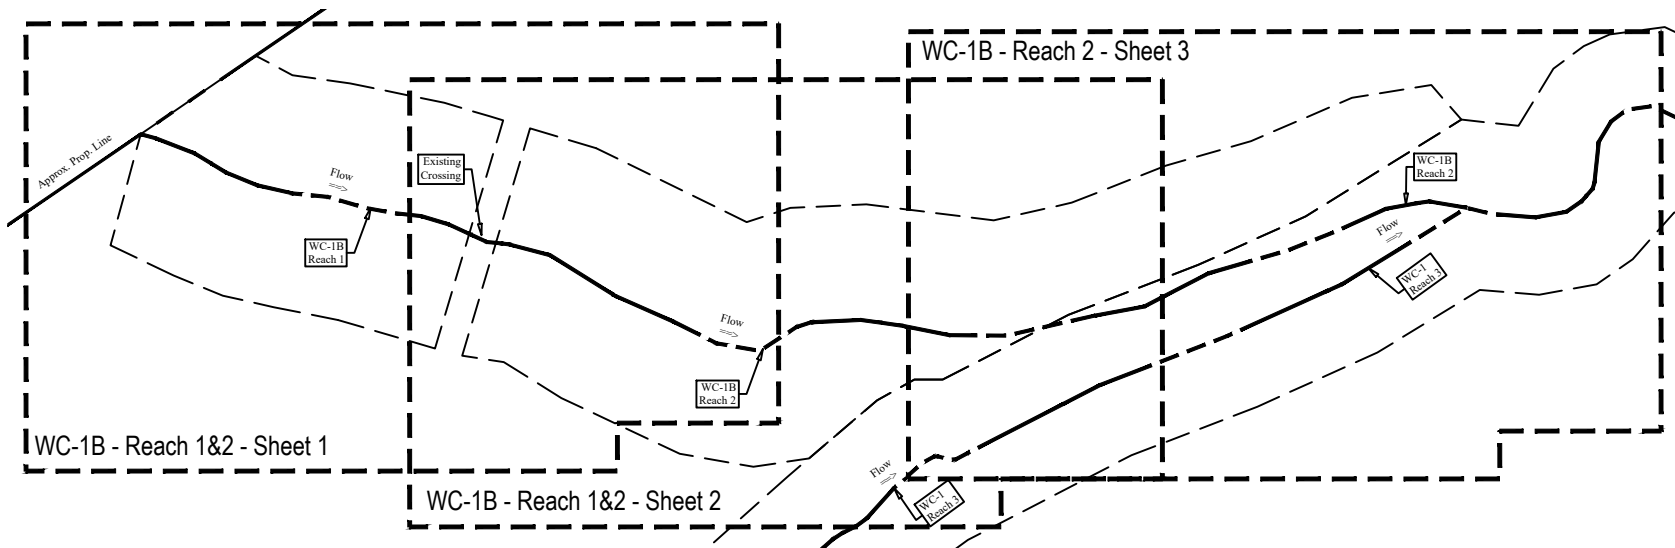 WC-1B - Reach 2 - Sheet 3
Approx. Prop. Line
Existing
Crossing
Flow
WC-1B
Reach 1
WC-1B
Reach 2
Flow
WC-1
Reach 3
Flow
WC-1B
Reach 2
WC-1B - Reach 1&2 - Sheet 1
Flow
WC-1
Reach 3
WC-1B - Reach 1&2 - Sheet 2